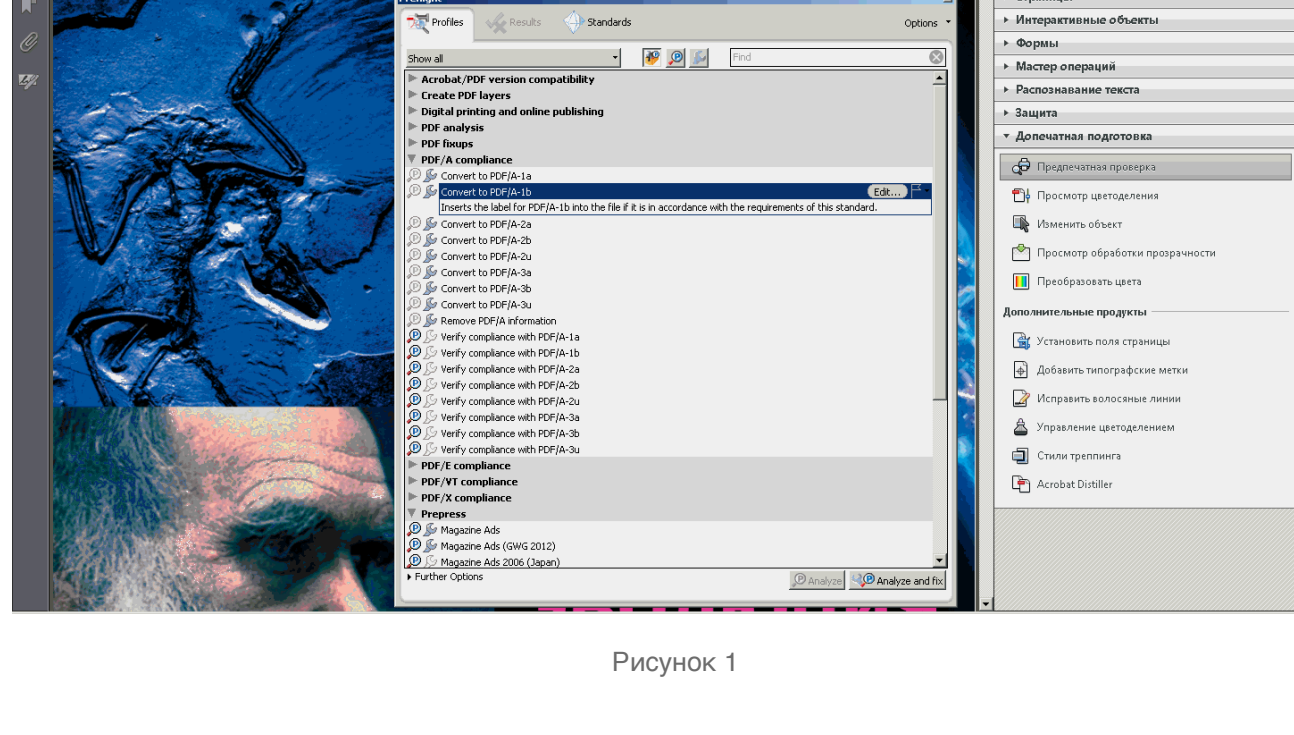 Profiles
Results
Standards
Options
Show all
Find
Acrobat/PDF version compatibility
Create PDF layers
Digital printing and online publishing
PDF analysis
PDF fixups
PDF/A compliance
Convert to PDF/A-1a
Convert to PDF/A-1b
Edit...
Inserts the label for PDF/A-1b into the file if it is in accordance with the requirements of this standard.
Convert to PDF/A-2a
Convert to PDF/A-2b
Convert to PDF/A-2u
Convert to PDF/A-3a
Convert to PDF/A-3b
Convert to PDF/A-3u
Remove PDF/A information
Verify compliance with PDF/A-1a
Verify compliance with PDF/A-1b
Verify compliance with PDF/A-2a
Verify compliance with PDF/A-2b
Verify compliance with PDF/A-2u
Verify compliance with PDF/A-3a
Verify compliance with PDF/A-3b
Verify compliance with PDF/A-3u
PDF/E compliance
PDF/VT compliance
PDF/X compliance
Prepress
Magazine Ads
Magazine Ads (GWG 2012)
Magazine Ads 2006 (Japan)
Further Options
Analyze
Analyze and fix
Интерактивные объекты
Формы
Мастер операций
Распознавание текста
Защита
Допечатная подготовка
Предпечатная проверка
Просмотр цветоделения
Изменить объект
Просмотр обработки прозрачности
Преобразовать цвета
Дополнительные продукты
Установить поля страницы
Добавить типографские метки
Исправить волосяные линии
Управление цветоделением
Стили треппинга
Acrobat Distiller
Рисунок 1